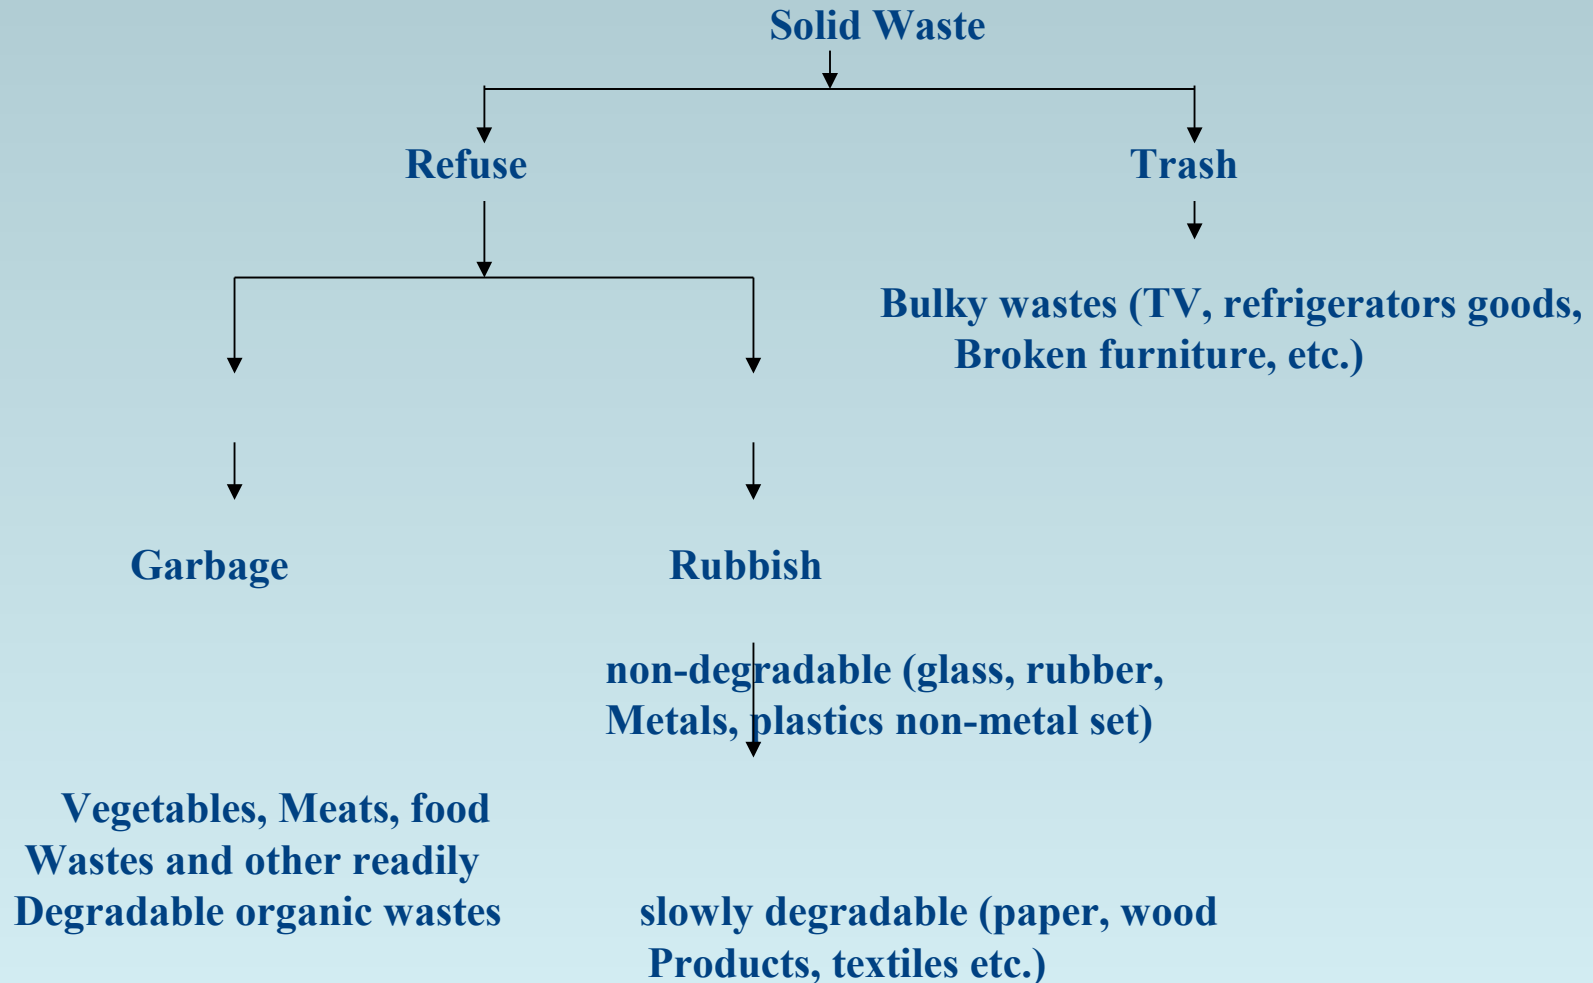 Solid Waste
Refuse
Trash
Bulky wastes (TV, refrigerators goods,
Broken furniture, etc.)
Garbage
Rubbish
non-degradable (glass, rubber,
Metals, plastics non-metal set)
Vegetables, Meats, food
Wastes and other readily
Degradable organic wastes
slowly degradable (paper, wood
Products, textiles etc.)